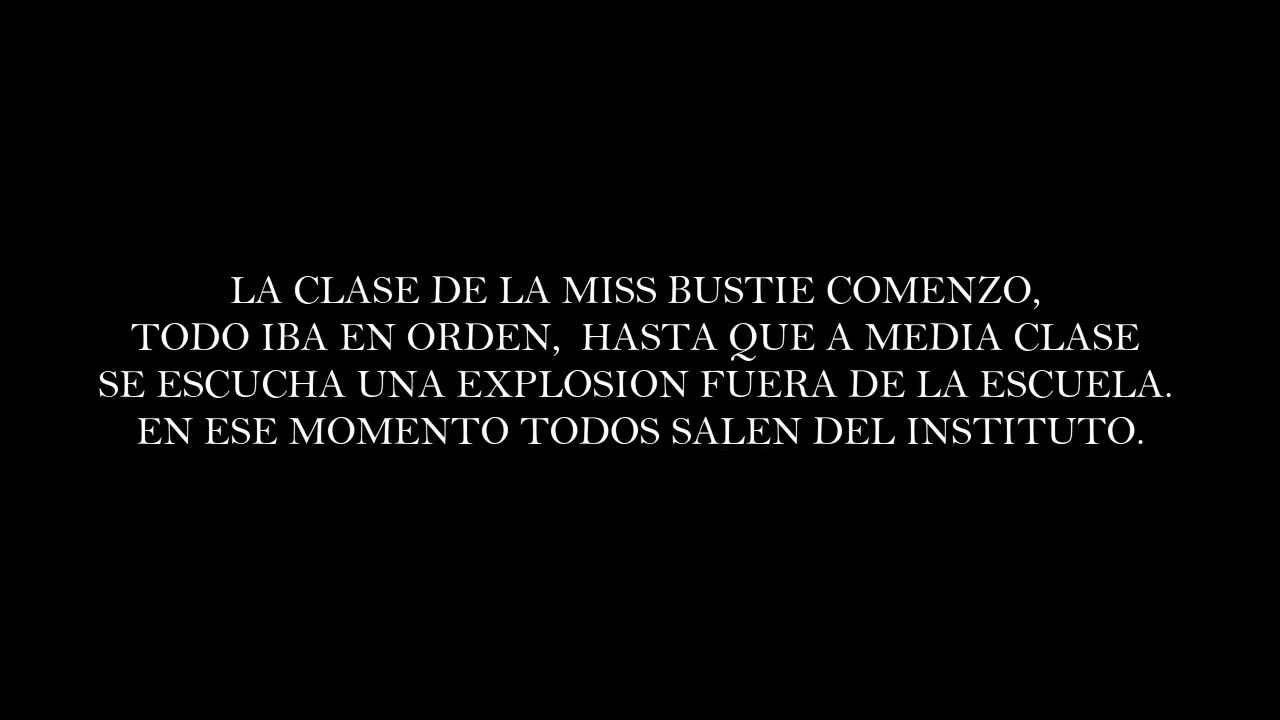 LA CLASE DE LA MISS BUSTIE COMENZO,
TODO IBA EN ORDEN,  HASTA QUE A MEDIA CLASE
SE ESCUCHA UNA EXPLOSION FUERA DE LA ESCUELA.
EN ESE MOMENTO TODOS SALEN DEL INSTITUTO.